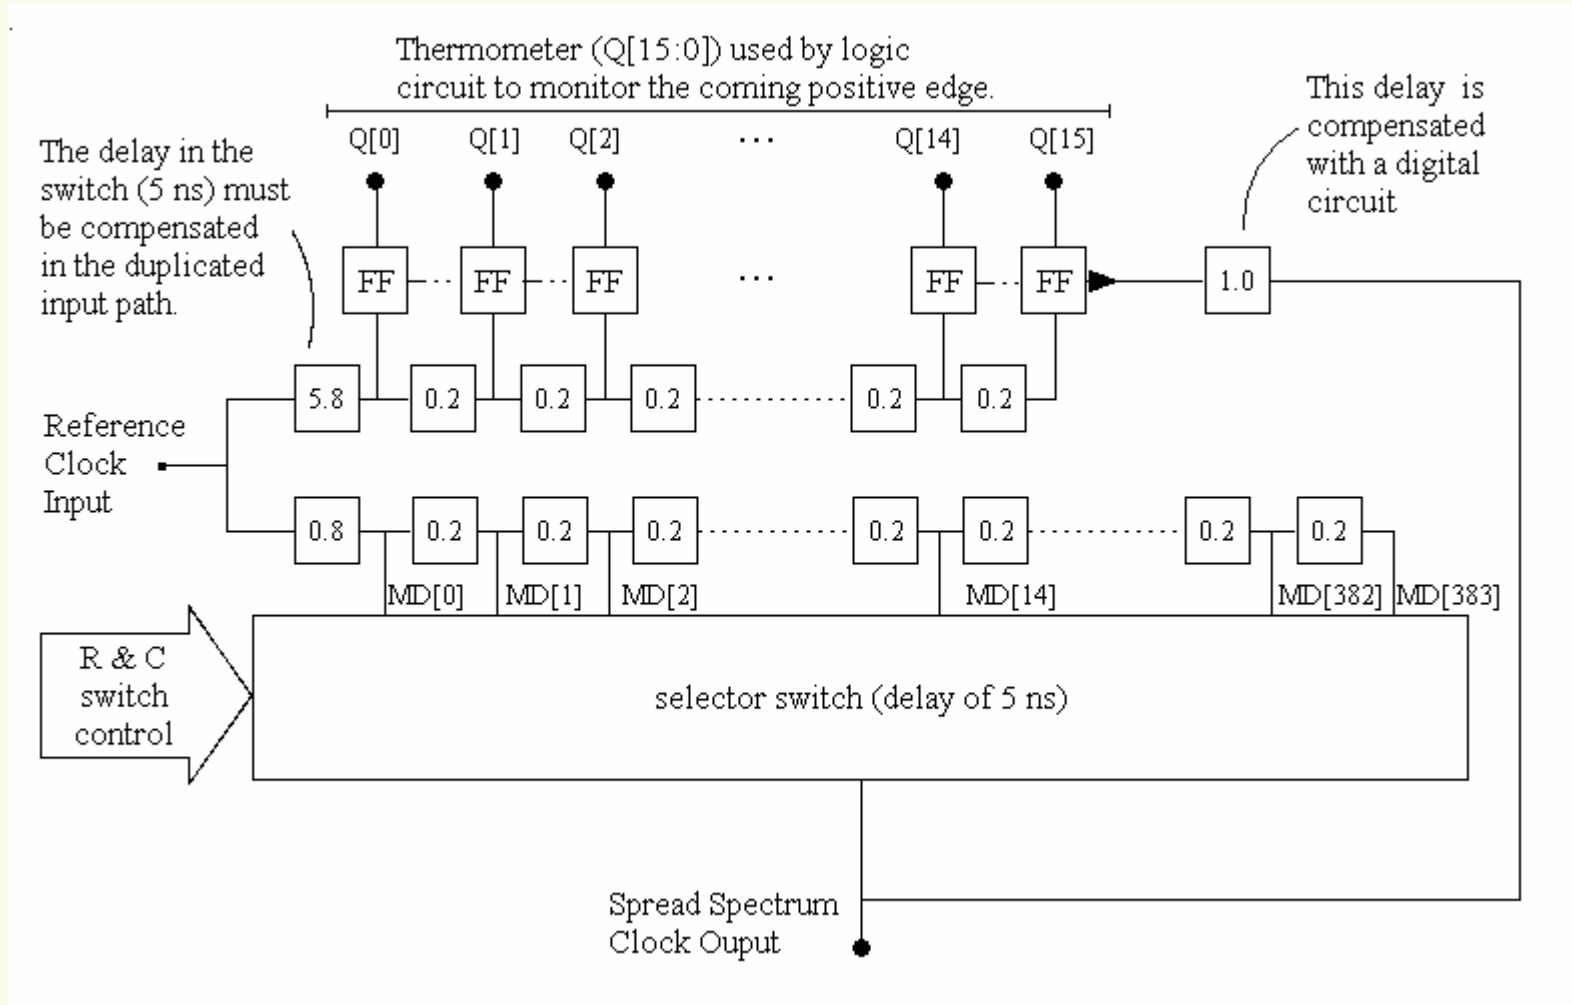 Thermometer (Q[15:0]) used by logic
circuit to monitor the coming positive edge.
This delay is
compensated
with a digital
circuit
Q[0] Q[1] Q[2] ... Q[14] Q[15]
The delay in the
switch (5 ns) must
be compensated
in the duplicated
input path.
FF FF FF ... FF FF 1.0
5.8 0.2 0.2 0.2 0.2 0.2
Reference
Clock
Input
0.8 0.2 0.2 0.2 0.2 0.2 0.2 0.2
MD[0] MD[1] MD[2] MD[14] MD[382] MD[383]
R & C
switch
control
selector switch (delay of 5 ns)
Spread Spectrum
Clock Ouput